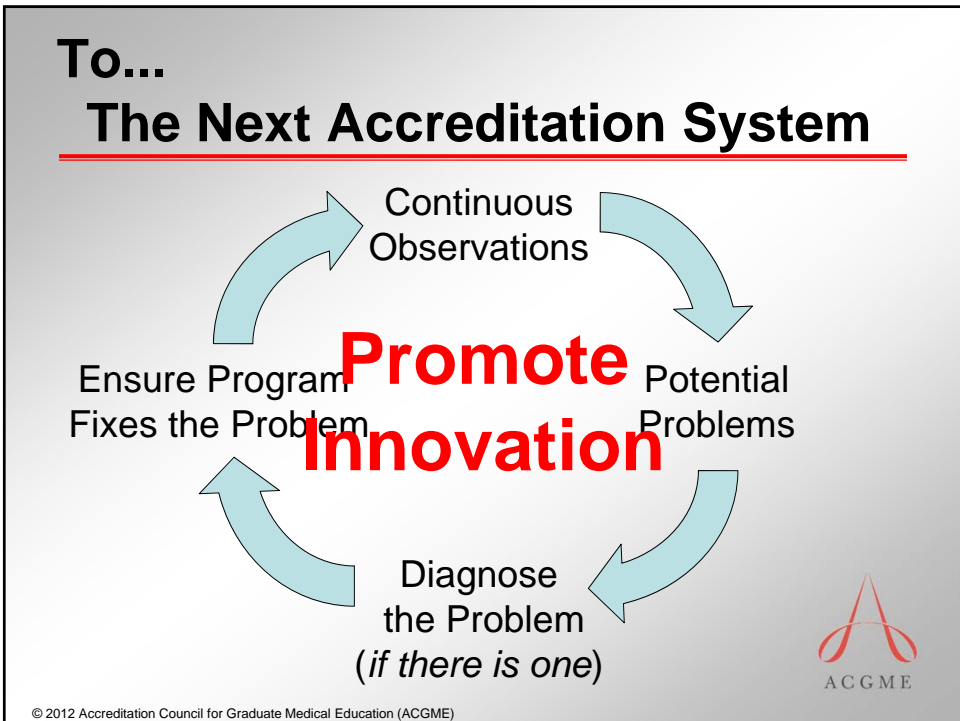 To...
The Next Accreditation System
Continuous
Observations
Potential
Problems
Diagnose
the Problem
(if there is one)
Ensure Program
Fixes the Problem
Promote
Innovation
ACGME
© 2012 Accreditation Council for Graduate Medical Education (ACGME)